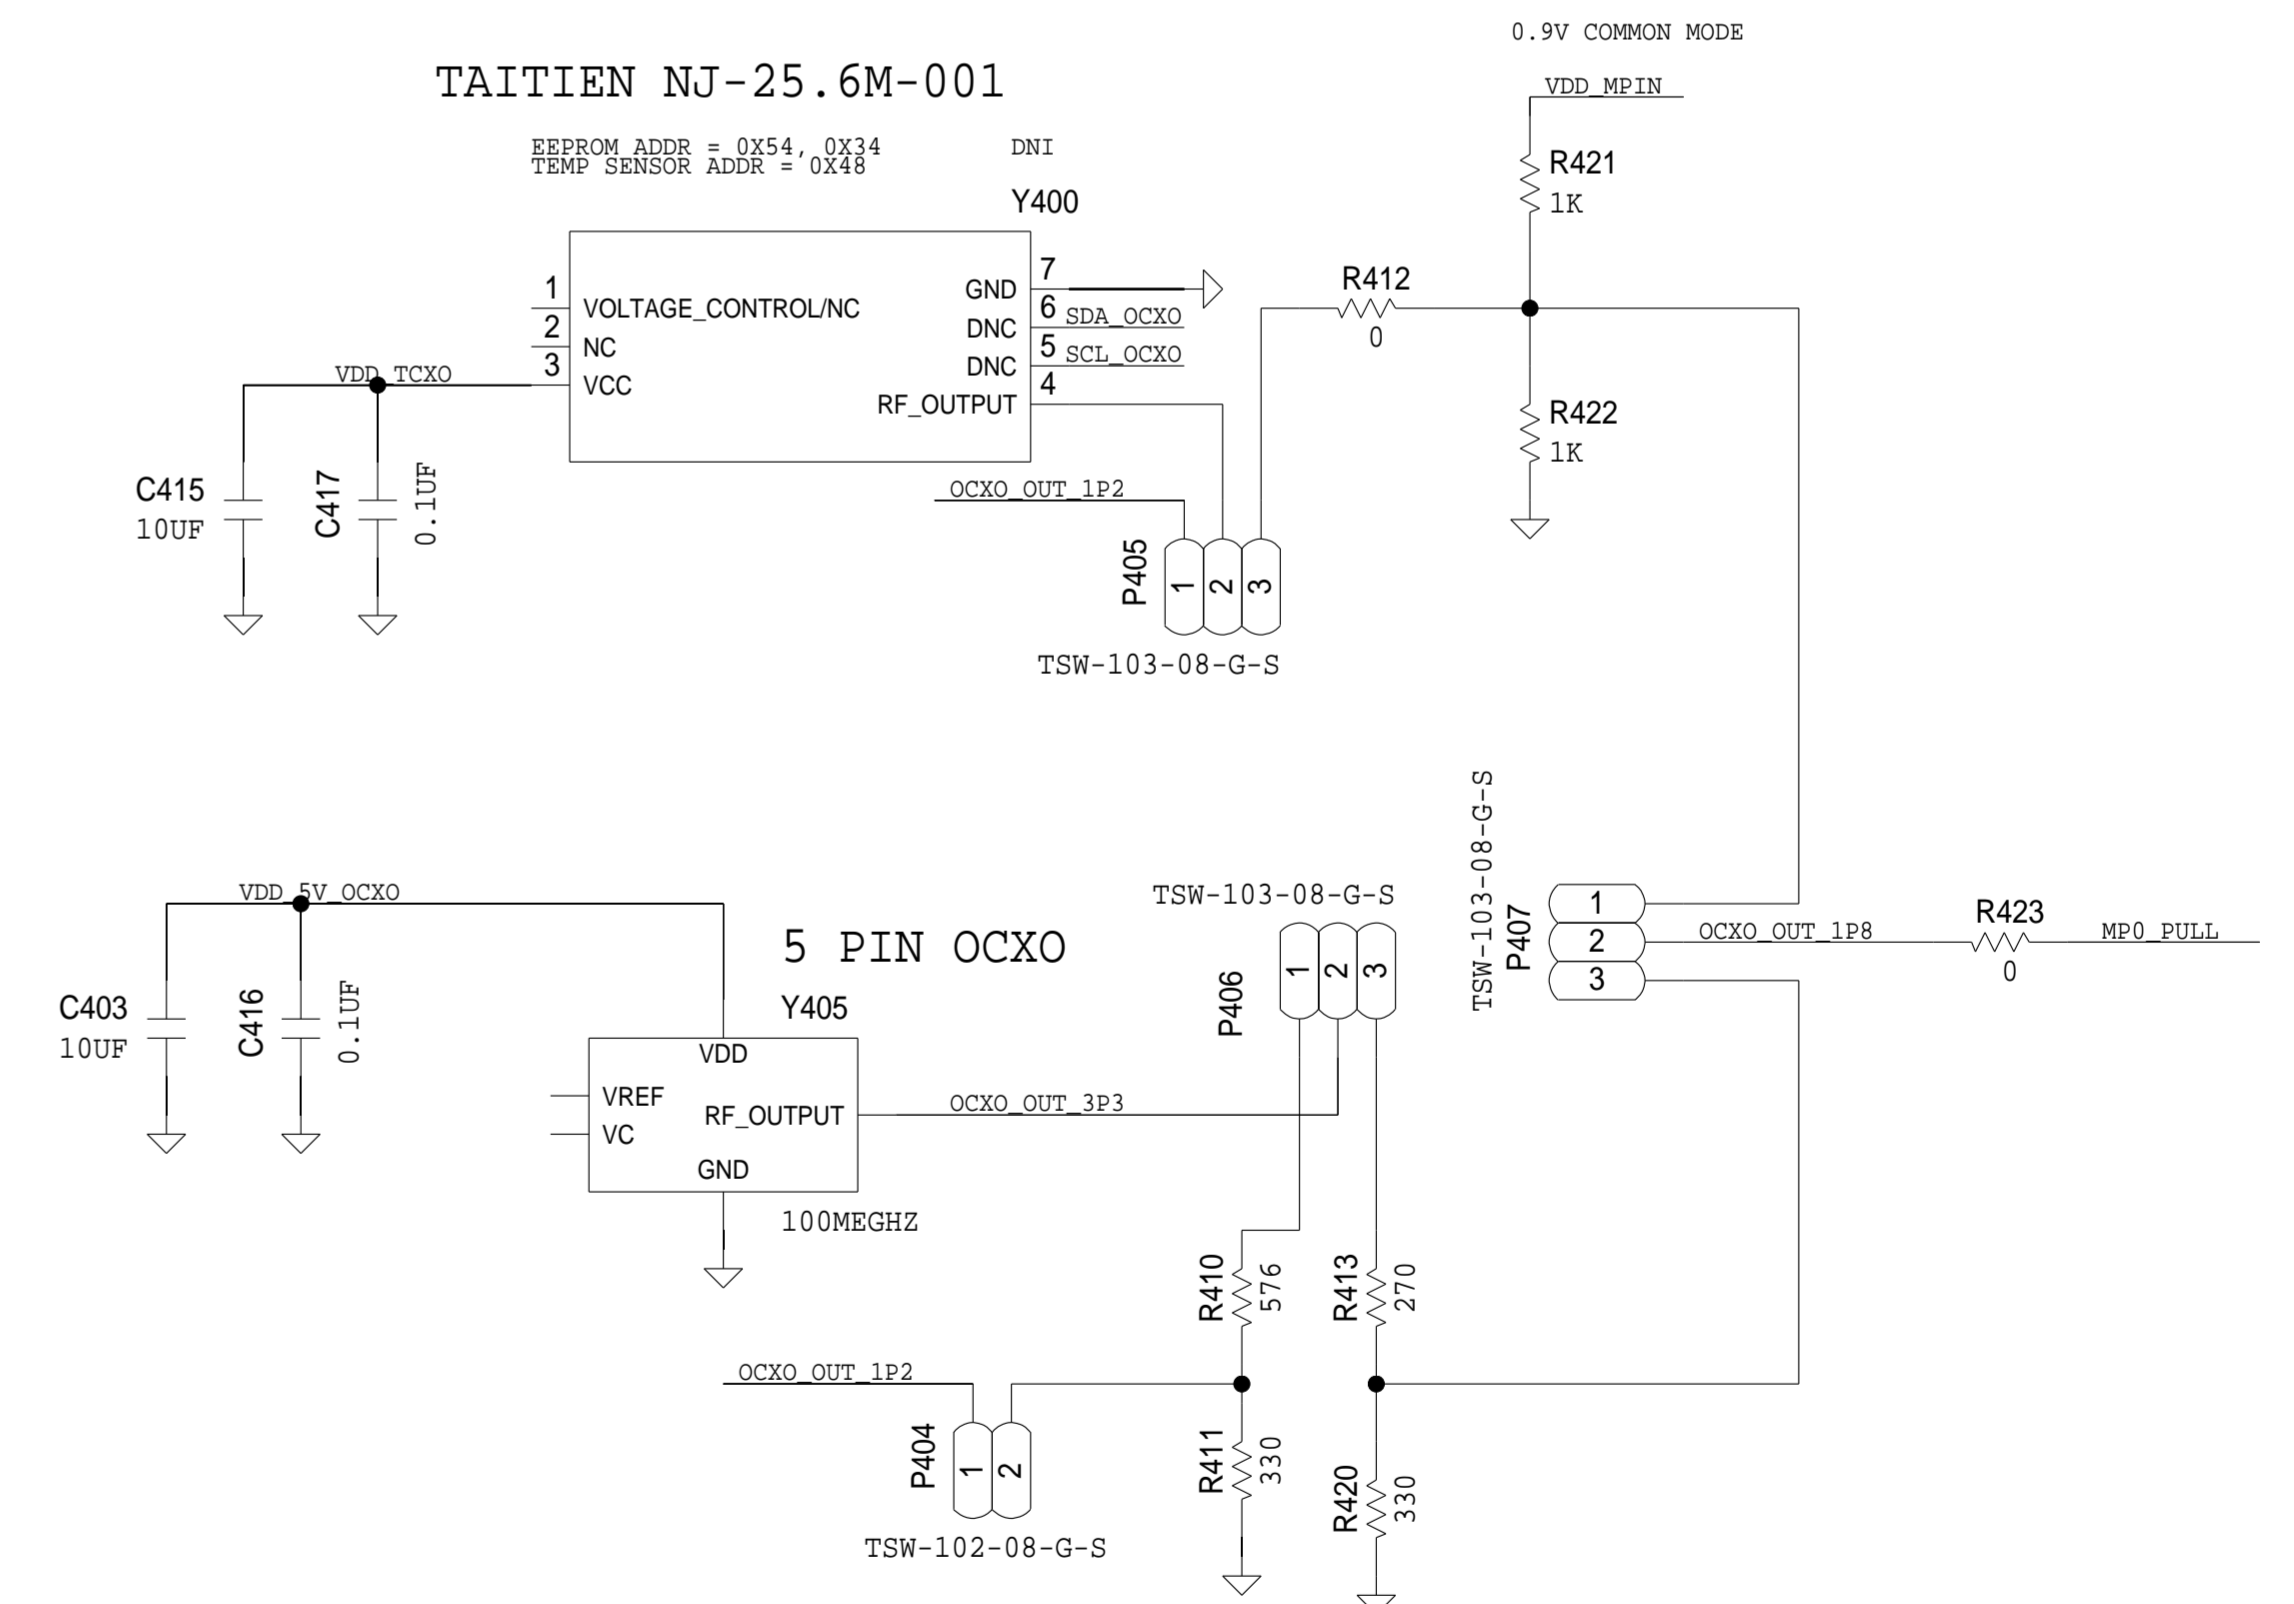 0.9V COMMON MODE
TAITIEN NJ-25.6M-001
VDD_MPIN
EEPROM ADDR = 0X54, 0X34
TEMP SENSOR ADDR = 0X48
DNI
Y400
R421
1K
1
VOLTAGE_CONTROL/NC
2
NC
3
VCC
VDD_TCXO
GND
7
DNC
6
SDA_OCXO
DNC
5
SCL_OCXO
RF_OUTPUT
4
R412
0
R422
1K
C415
10UF
C417
0.1UF
OCXO_OUT_1P2
P405
1
2
3
TSW-103-08-G-S
VDD_5V_OCXO
5 PIN OCXO
Y405
C403
10UF
C416
0.1UF
VDD
VREF
VC
RF_OUTPUT
GND
100MEGHZ
OCXO_OUT_3P3
TSW-103-08-G-S
P406
1
2
3
TSW-103-08-G-S
P407
1
2
3
OCXO_OUT_1P8
R423
0
MP0_PULL
R410
576
R413
270
OCXO_OUT_1P2
P404
1
2
TSW-102-08-G-S
R411
330
R420
330